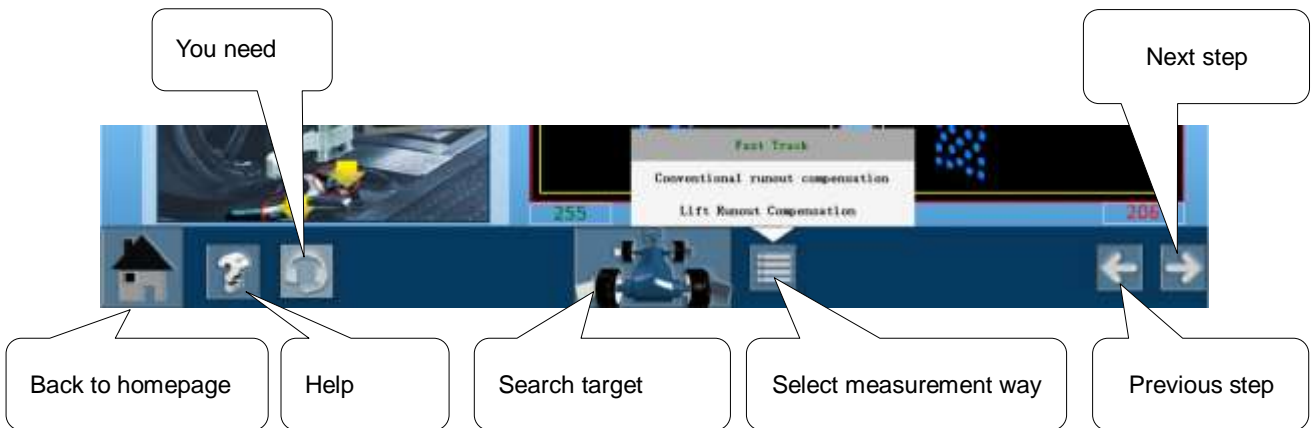 You need
Next step
Fast Track
Conventional runout compensation
Lift Runout Compensation
255
206
Back to homepage
Help
Search target
Select measurement way
Previous step